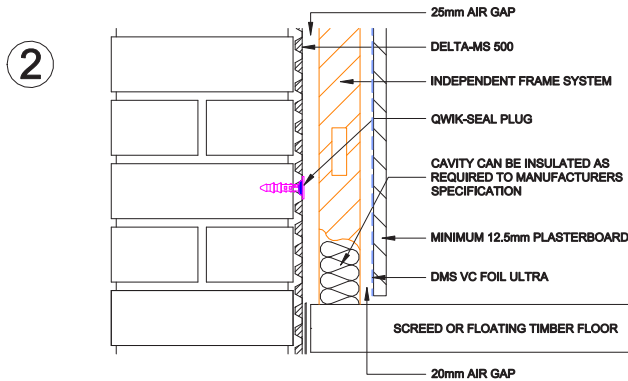 2
25mm AIR GAP
DELTA-MS 500
INDEPENDENT FRAME SYSTEM
QWIK-SEAL PLUG
CAVITY CAN BE INSULATED AS
REQUIRED TO MANUFACTURERS
SPECIFICATION
MINIMUM 12.5mm PLASTERBOARD
DMS VC FOIL ULTRA
SCREED OR FLOATING TIMBER FLOOR
20mm AIR GAP